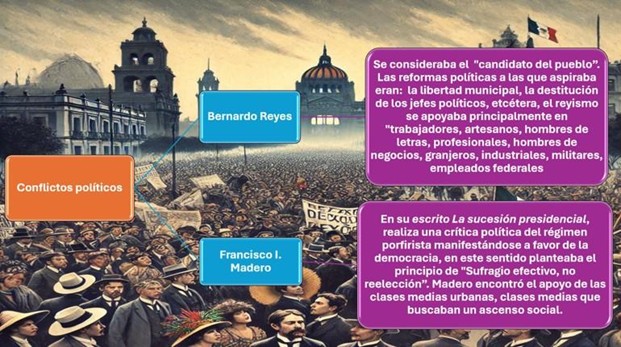 Conflictos políticos
Bernardo Reyes
Se consideraba el "candidato del pueblo".
Las reformas políticas a las que aspiraba
eran: la libertad municipal, la destitución
de los jefes políticos, etcétera, el reyismo
se apoyaba principalmente en
"trabajadores, artesanos, hombres de
letras, profesionales, hombres de
negocios, granjeros, industriales, militares,
empleados federales
Francisco I.
Madero
En su escrito La sucesión presidencial,
realiza una crítica política del régimen
porfirista manifestándose a favor de la
democracia, en este sentido planteaba el
principio de "Sufragio efectivo, no
reelección". Madero encontró el apoyo de las
clases medias urbanas, clases medias que
buscaban un ascenso social.